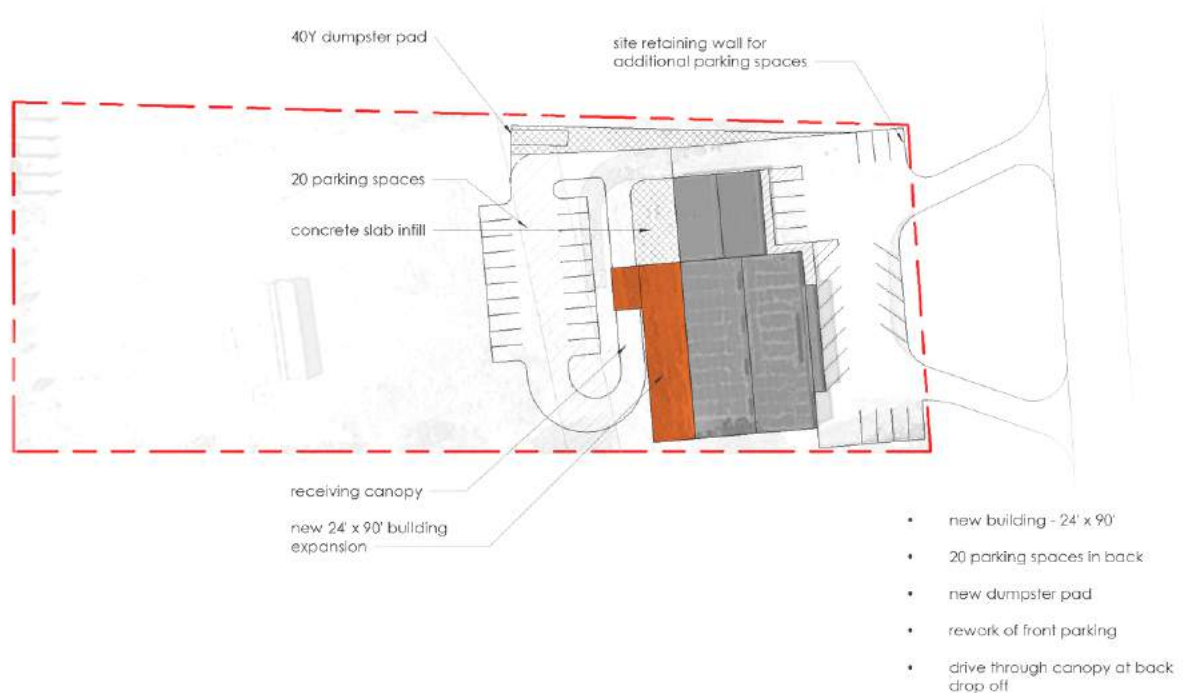 40Y dumpster pad
site retaining wall for
additional parking spaces
20 parking spaces
concrete slab infill
receiving canopy
new 24' x 90' building
expansion
• new building - 24' x 90'
• 20 parking spaces in back
• new dumpster pad
• rework of front parking
• drive through canopy at back
drop off